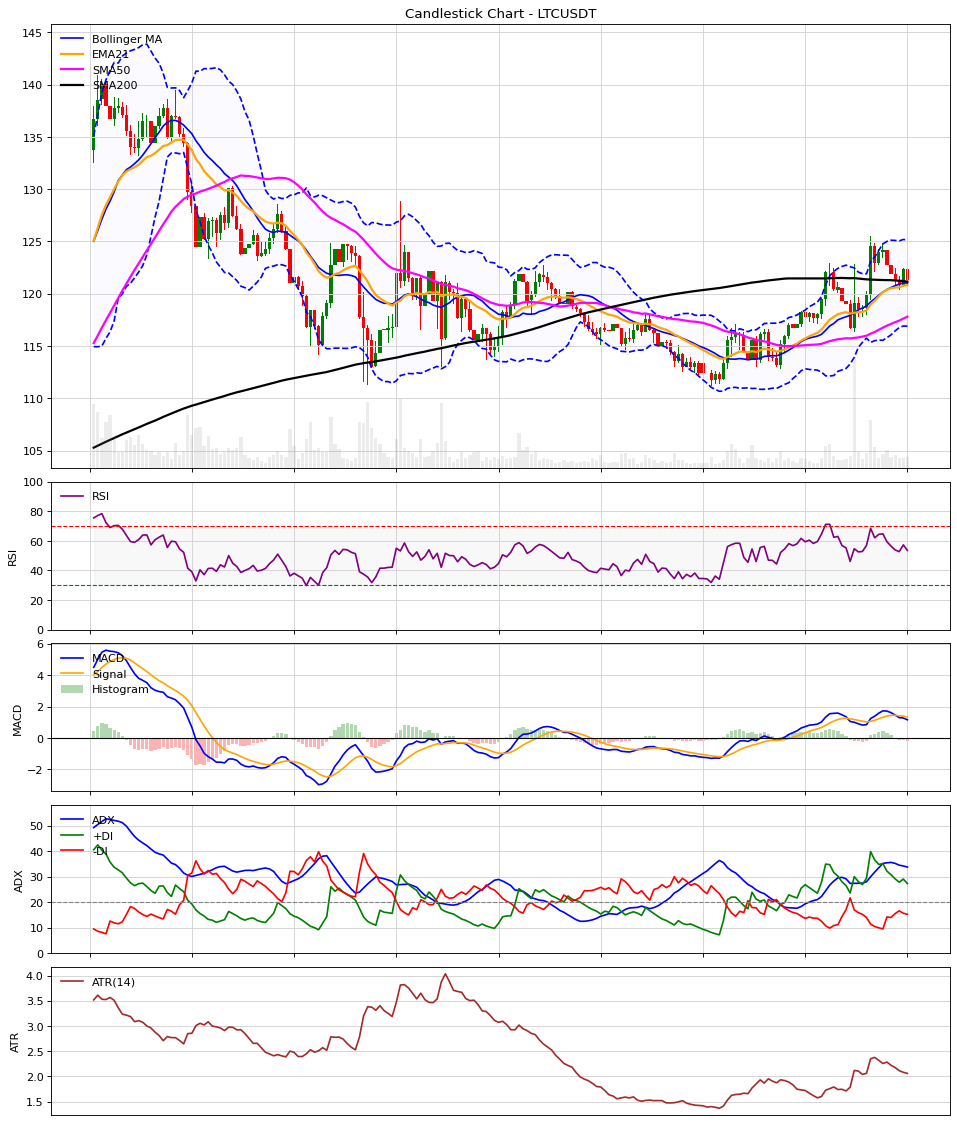 Candlestick Chart - LTCUSDT
145
140
135
130
125
120
115
110
105
Bollinger MA
EMA21
SMA50
SMA200
100
80
60
40
20
0
RSI
RSI
6
4
2
0
−2
MACD
MACD
Signal
Histogram
50
40
30
20
10
0
ADX
ADX
+DI
-DI
4.0
3.5
3.0
2.5
2.0
1.5
ATR
ATR(14)